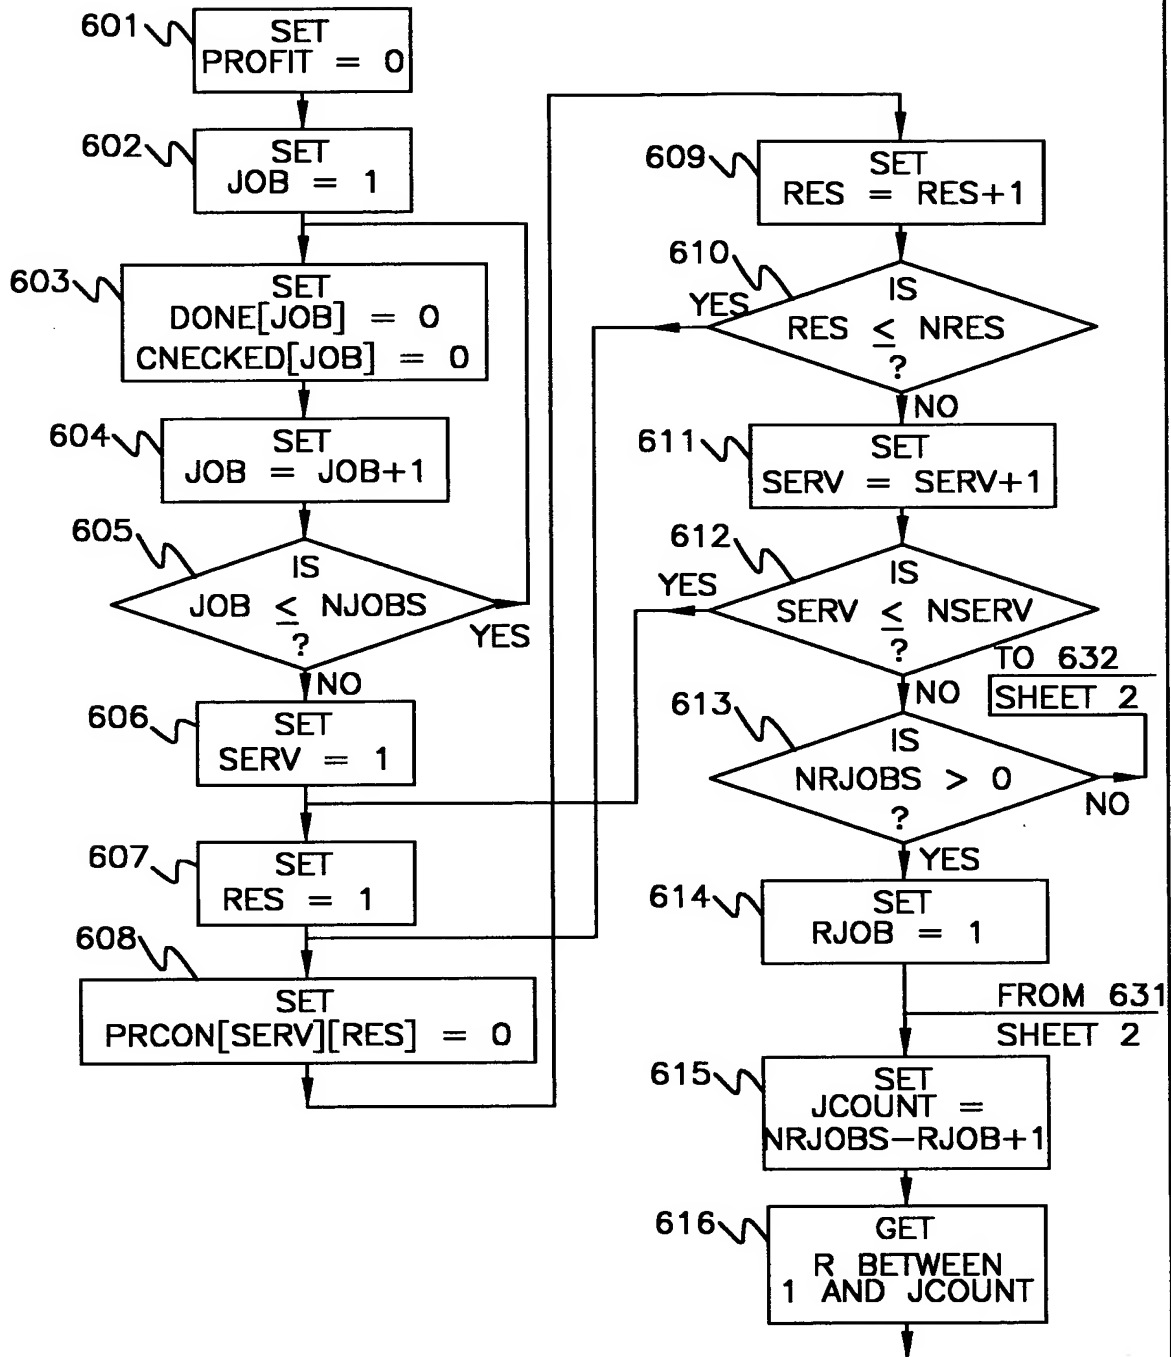 601
SET
PROFIT = 0
602
SET
JOB = 1
603
SET
DONE[JOB] = 0
CNECKED[JOB] = 0
604
SET
JOB = JOB+1
605
IS
JOB ≤ NJOBS
?
YES
NO
606
SET
SERV = 1
607
SET
RES = 1
608
SET
PRCON[SERV][RES] = 0
609
SET
RES = RES+1
610
YES
IS
RES ≤ NRES
?
NO
611
SET
SERV = SERV+1
612
YES
IS
SERV ≤ NSERV
?
NO
TO 632
SHEET 2
613
IS
NRJOBS > 0
?
NO
YES
614
SET
RJOB = 1
FROM 631
SHEET 2
615
SET
JCOUNT =
NRJOBS-RJOB+1
616
GET
R BETWEEN
1 AND JCOUNT